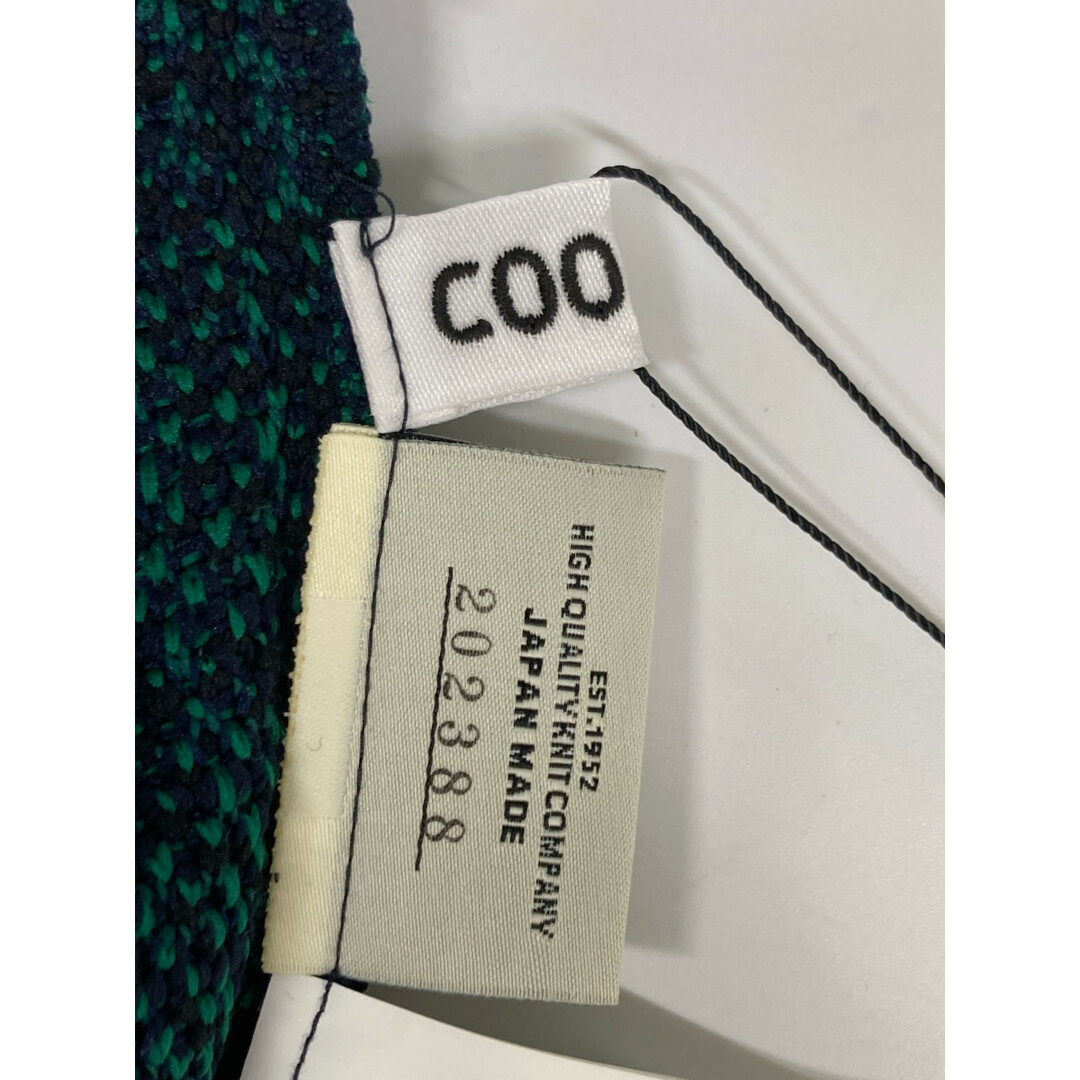 COO
EST.1952
HIGH QUALITY KNIT COMPANY
JAPAN MADE
202388